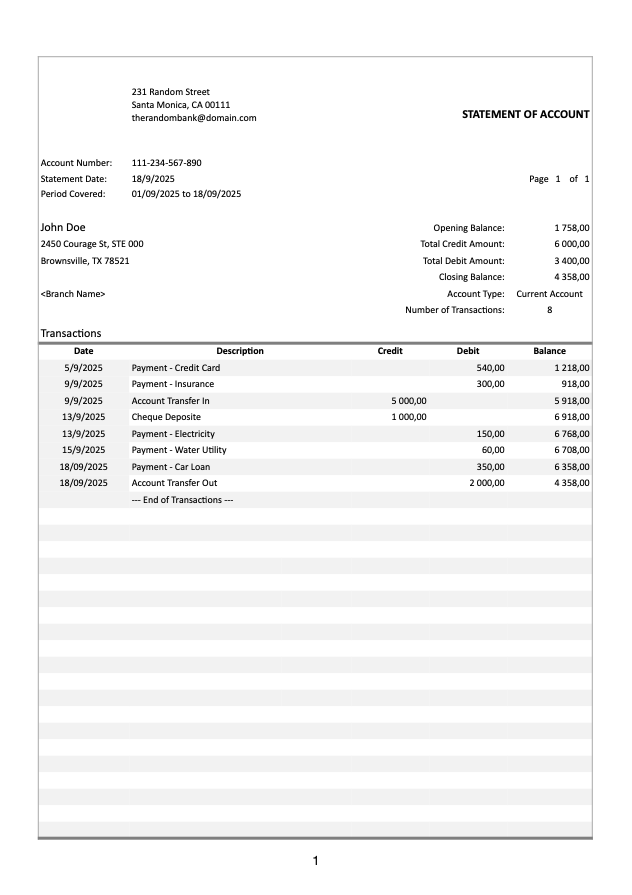 231 Random Street
Santa Monica, CA 00111
therandombank@domain.com
STATEMENT OF ACCOUNT
Account Number: 111-234-567-890
Statement Date: 18/9/2025 Page 1 of 1
Period Covered: 01/09/2025 to 18/09/2025
John Doe Opening Balance: 1 758,00
2450 Courage St, STE 000 Total Credit Amount: 6 000,00
Brownsville, TX 78521 Total Debit Amount: 3 400,00
Closing Balance: 4 358,00
<Branch Name> Account Type: Current Account
Number of Transactions: 8
Transactions
Date Description Credit Debit Balance
5/9/2025 Payment - Credit Card 540,00 1 218,00
9/9/2025 Payment - Insurance 300,00 918,00
9/9/2025 Account Transfer In 5 000,00 5 918,00
13/9/2025 Cheque Deposite 1 000,00 6 918,00
13/9/2025 Payment - Electricity 150,00 6 768,00
15/9/2025 Payment - Water Utility 60,00 6 708,00
18/09/2025 Payment - Car Loan 350,00 6 358,00
18/09/2025 Account Transfer Out 2 000,00 4 358,00
--- End of Transactions ---
1